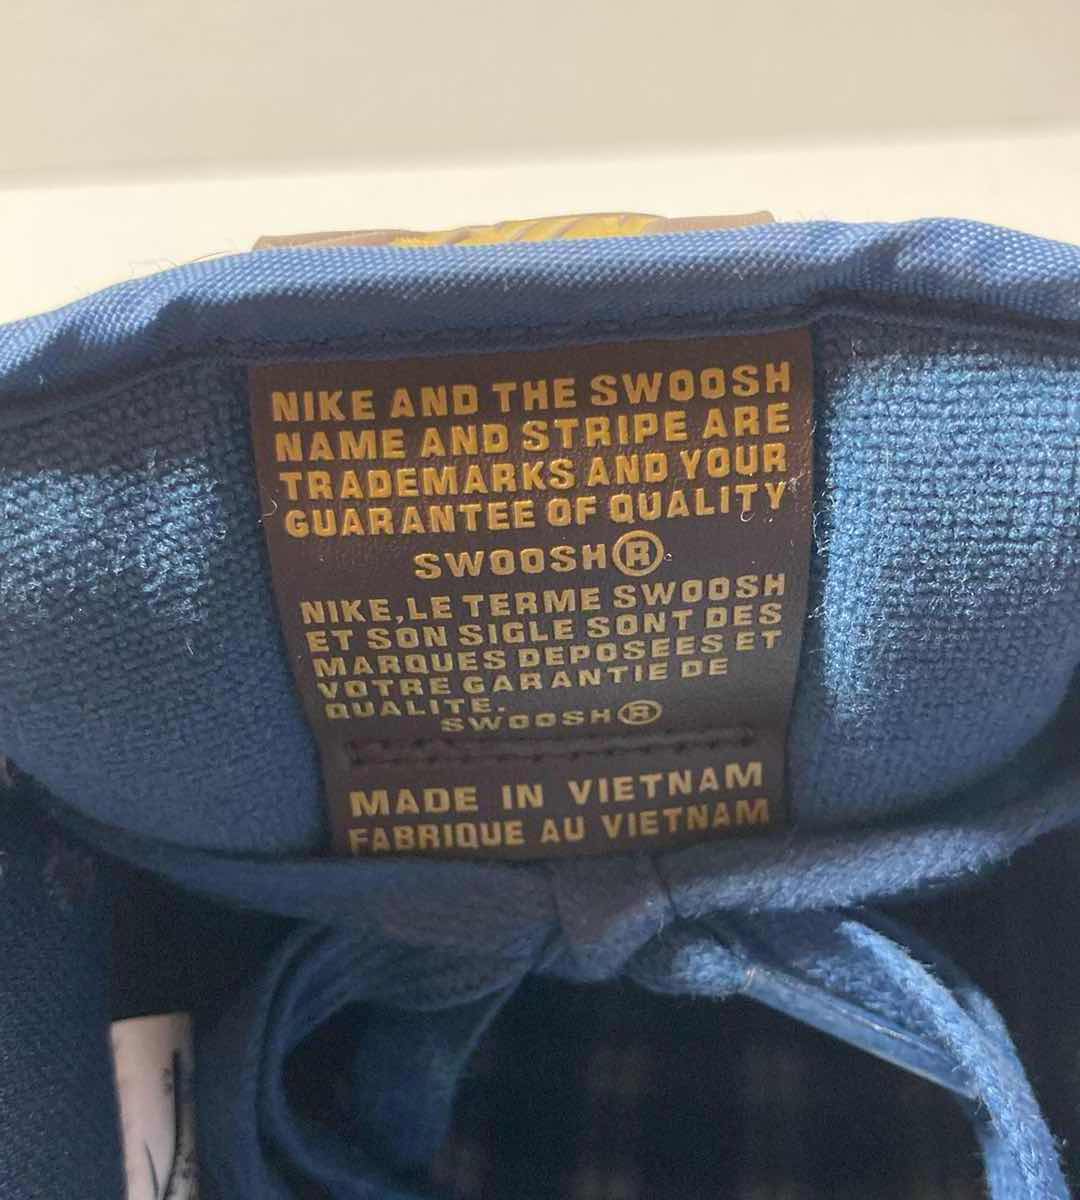 NIKE AND THE SWOOSH
NAME AND STRIPE ARE
TRADEMARKS AND YOUR
GUARANTEE OF QUALITY
SWOOSH®
NIKE, LE TERME SWOOSH
ET SON SIGLE SONT DES
MARQUES DEPOSEES ET
VOTRE GARANTIE DE
QUALITE.
SWOOSH®
MADE IN VIETNAM
FABRIQUE AU VIETNAM